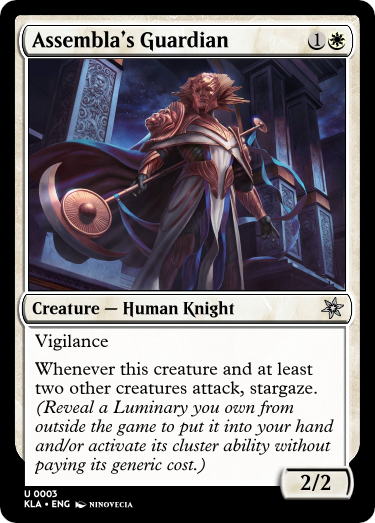 Assembla's Guardian 1
Creature — Human Knight
Vigilance
Whenever this creature and at least
two other creatures attack, stargaze.
(Reveal a Luminary you own from
outside the game to put it into your hand
and/or activate its cluster ability without
paying its generic cost.)
2/2
U 0003
KLA • ENG NINOVECIA